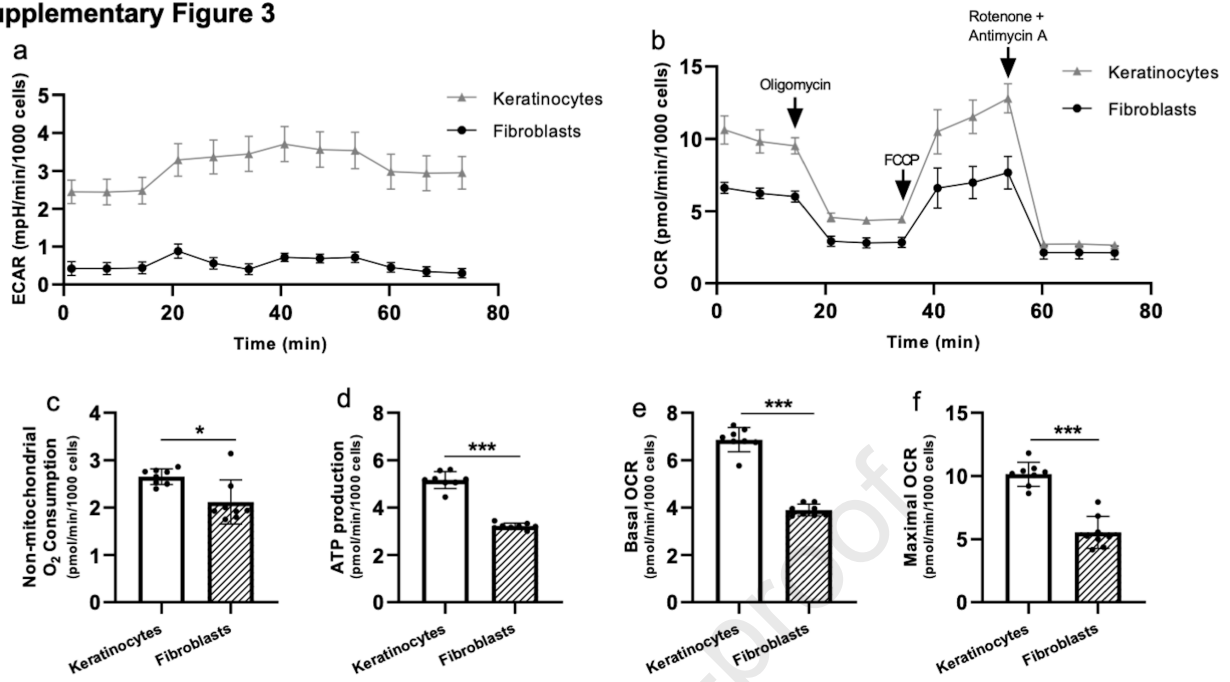 upplementary Figure 3
a
ECAR (mpH/min/1000 cells)
5
4
3
2
1
0
0 20 40 60 80
Time (min)
Keratinocytes
Fibroblasts
b
OCR (pmol/min/1000 cells)
15
10
5
0
0 20 40 60 80
Time (min)
Oligomycin
FCCP
Rotenone +
Antimycin A
Keratinocytes
Fibroblasts
c
Non-mitochondrial
O₂ Consumption
(pmol/min/1000 cells)
4
3
2
1
0
*
Keratinocytes
Fibroblasts
d
ATP production
(pmol/min/1000 cells)
8
6
4
2
0
***
Keratinocytes
Fibroblasts
e
Basal OCR
(pmol/min/1000 cells)
8
6
4
2
0
***
Keratinocytes
Fibroblasts
f
Maximal OCR
(pmol/min/1000 cells)
15
10
5
0
***
Keratinocytes
Fibroblasts
proof